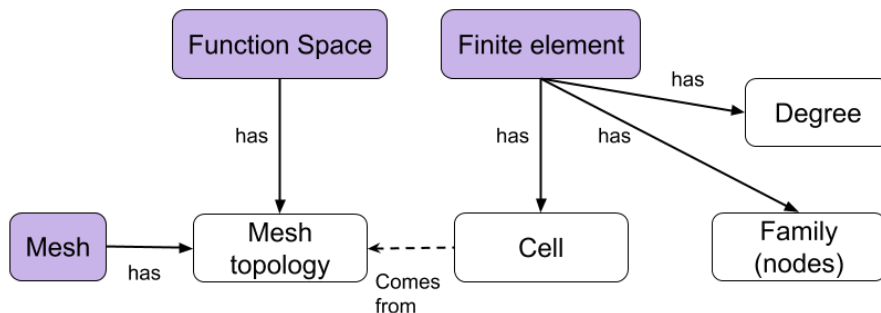 Function Space
Finite element
has
Degree
has
has
has
Mesh
has
Mesh
topology
Comes
from
Cell
Family
(nodes)